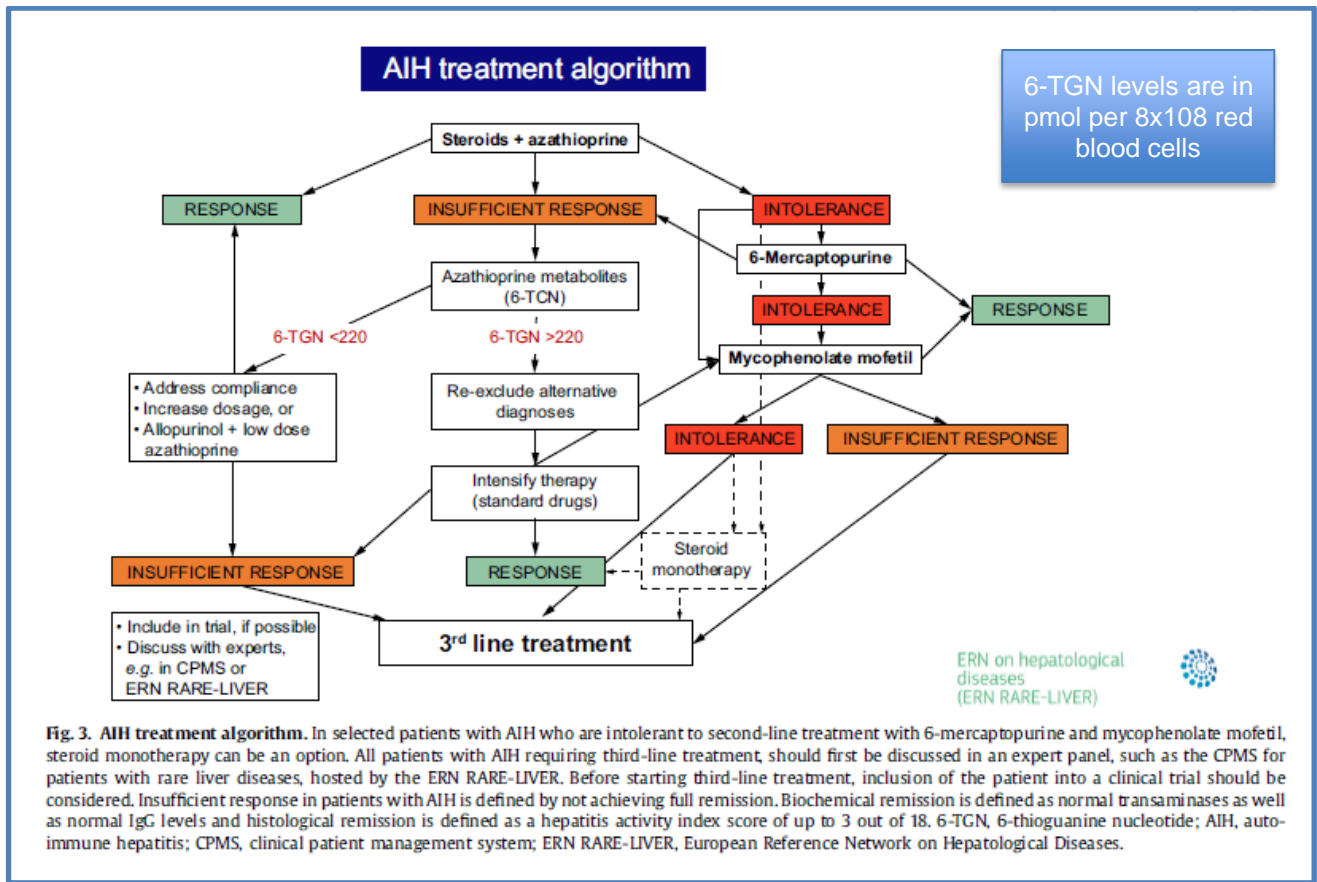 AIH treatment algorithm
6-TGN levels are in
pmol per 8x108 red
blood cells
Steroids + azathioprine
RESPONSE
INSUFFICIENT RESPONSE
INTOLERANCE
6-Mercaptopurine
Azathioprine metabolites
(6-TCN)
INTOLERANCE
RESPONSE
6-TGN <220
6-TGN >220
Mycophenolate mofetil
• Address compliance
• Increase dosage, or
• Allopurinol + low dose
azathioprine
Re-exclude alternative
diagnoses
INTOLERANCE
INSUFFICIENT RESPONSE
Intensify therapy
(standard drugs)
Steroid
monotherapy
INSUFFICIENT RESPONSE
RESPONSE
• Include in trial, if possible
• Discuss with experts,
e.g. in CPMS or
ERN RARE-LIVER
3rd line treatment
ERN on hepatological
diseases
(ERN RARE-LIVER)
Fig. 3. AIH treatment algorithm. In selected patients with AIH who are intolerant to second-line treatment with 6-mercaptopurine and mycophenolate mofetil,
steroid monotherapy can be an option. All patients with AIH requiring third-line treatment, should first be discussed in an expert panel, such as the CPMS for
patients with rare liver diseases, hosted by the ERN RARE-LIVER. Before starting third-line treatment, inclusion of the patient into a clinical trial should be
considered. Insufficient response in patients with AIH is defined by not achieving full remission. Biochemical remission is defined as normal transaminases as well
as normal IgG levels and histological remission is defined as a hepatitis activity index score of up to 3 out of 18. 6-TGN, 6-thioguanine nucleotide; AIH, auto-
immune hepatitis; CPMS, clinical patient management system; ERN RARE-LIVER, European Reference Network on Hepatological Diseases.